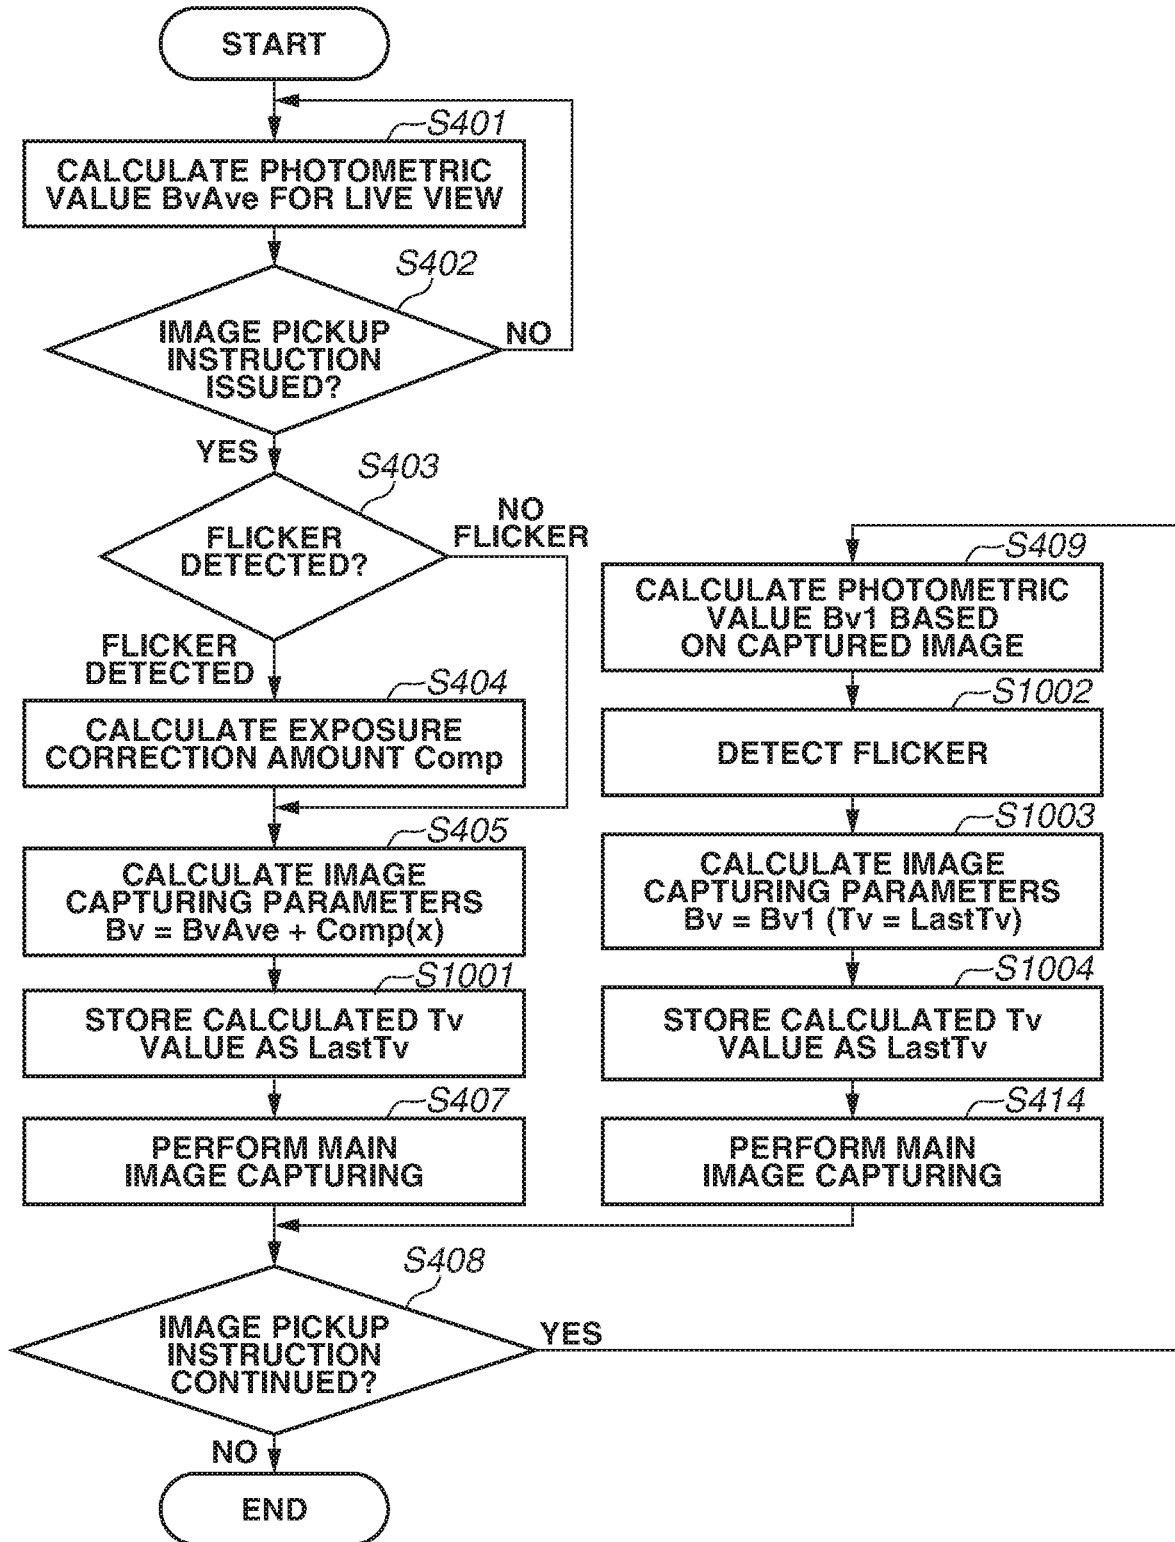 START
S401
CALCULATE PHOTOMETRIC
VALUE BvAve FOR LIVE VIEW
S402
IMAGE PICKUP
INSTRUCTION
ISSUED?
NO
YES
S403
FLICKER
DETECTED?
NO
FLICKER
FLICKER
DETECTED
S404
CALCULATE EXPOSURE
CORRECTION AMOUNT Comp
S405
CALCULATE IMAGE
CAPTURING PARAMETERS
Bv = BvAve + Comp(x)
S1001
STORE CALCULATED Tv
VALUE AS LastTv
S407
PERFORM MAIN
IMAGE CAPTURING
S408
IMAGE PICKUP
INSTRUCTION
CONTINUED?
YES
NO
END
S409
CALCULATE PHOTOMETRIC
VALUE Bv1 BASED
ON CAPTURED IMAGE
S1002
DETECT FLICKER
S1003
CALCULATE IMAGE
CAPTURING PARAMETERS
Bv = Bv1 (Tv = LastTv)
S1004
STORE CALCULATED Tv
VALUE AS LastTv
S414
PERFORM MAIN
IMAGE CAPTURING